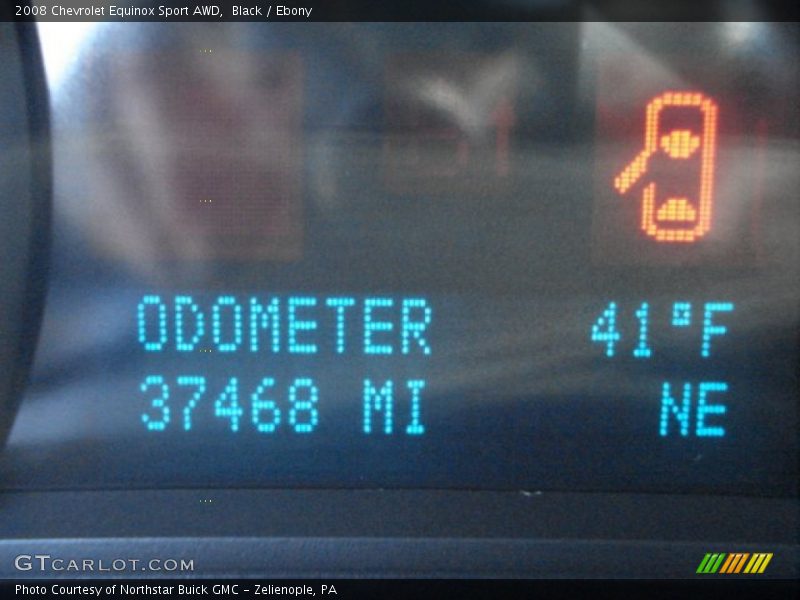 2008 Chevrolet Equinox Sport AWD,  Black / Ebony
ODOMETER
41°F
37468 MI
NE
GTCARLOT.COM
Photo Courtesy of Northstar Buick GMC - Zelienople, PA